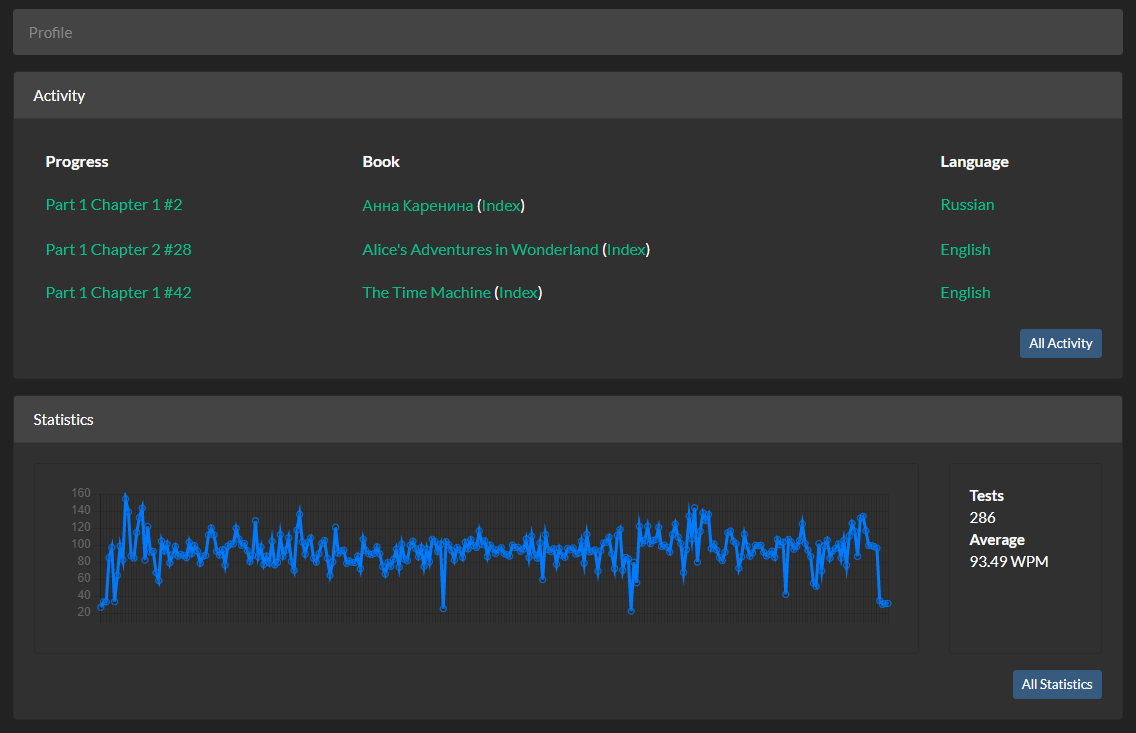 Profile
Activity
Progress Book Language
Part 1 Chapter 1 #2 Анна Каренина (Index) Russian
Part 1 Chapter 2 #28 Alice's Adventures in Wonderland (Index) English
Part 1 Chapter 1 #42 The Time Machine (Index) English
All Activity
Statistics
160
140
120
100
80
60
40
20
Tests
286
Average
93.49 WPM
All Statistics